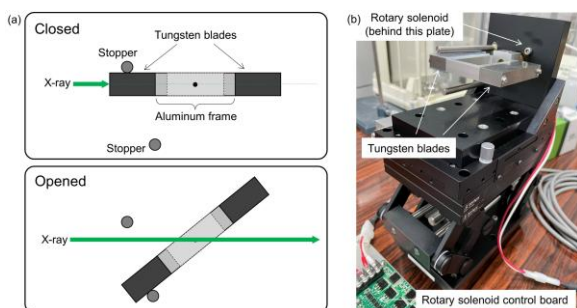 (a)
Closed
Stopper
Tungsten blades
X-ray
Aluminum frame
Stopper
Opened
X-ray
(b)
Rotary solenoid
(behind this plate)
Tungsten blades
Rotary solenoid control board